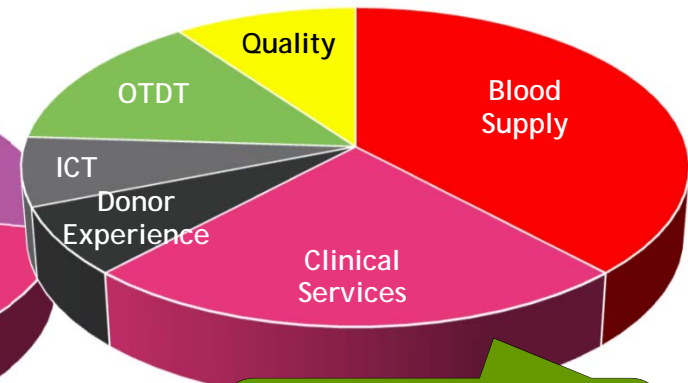 Quality
Blood
Supply
OTDT
ICT
Donor
Experience
Clinical
Services